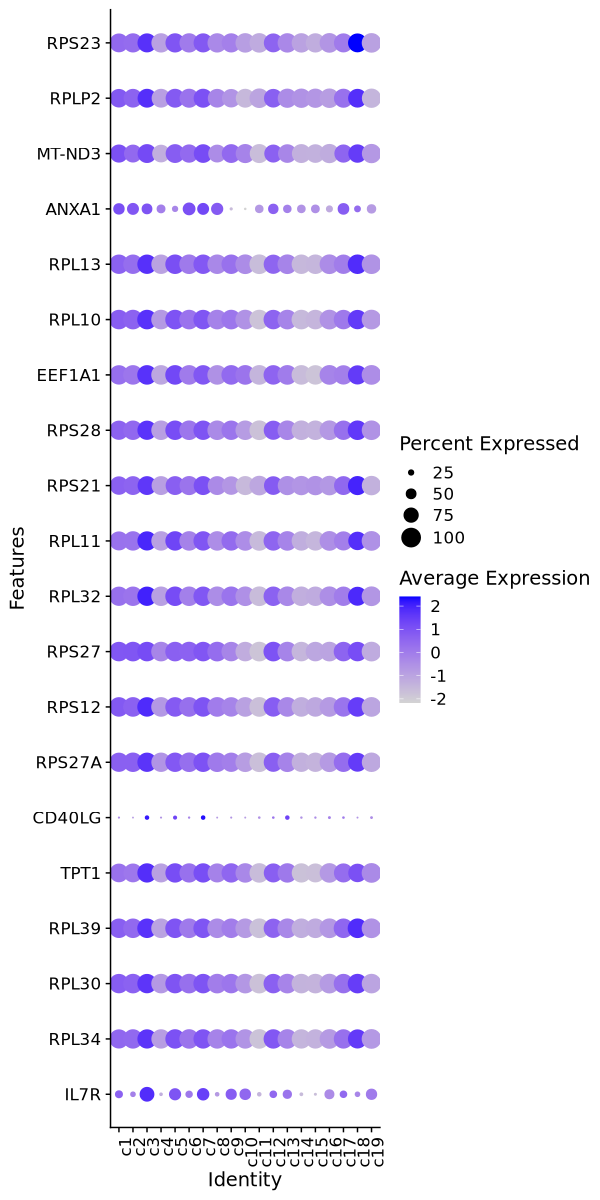 RPS23
RPLP2
MT-ND3
ANXA1
RPL13
RPL10
EEF1A1
RPS28
RPS21
RPL11
RPL32
RPS27
RPS12
RPS27A
CD40LG
TPT1
RPL39
RPL30
RPL34
IL7R
Features
c1
c2
c3
c4
c5
c6
c7
c8
c9
c10
c11
c12
c13
c14
c15
c16
c17
c18
c19
Identity
Percent Expressed
25
50
75
100
Average Expression
2
1
0
-1
-2